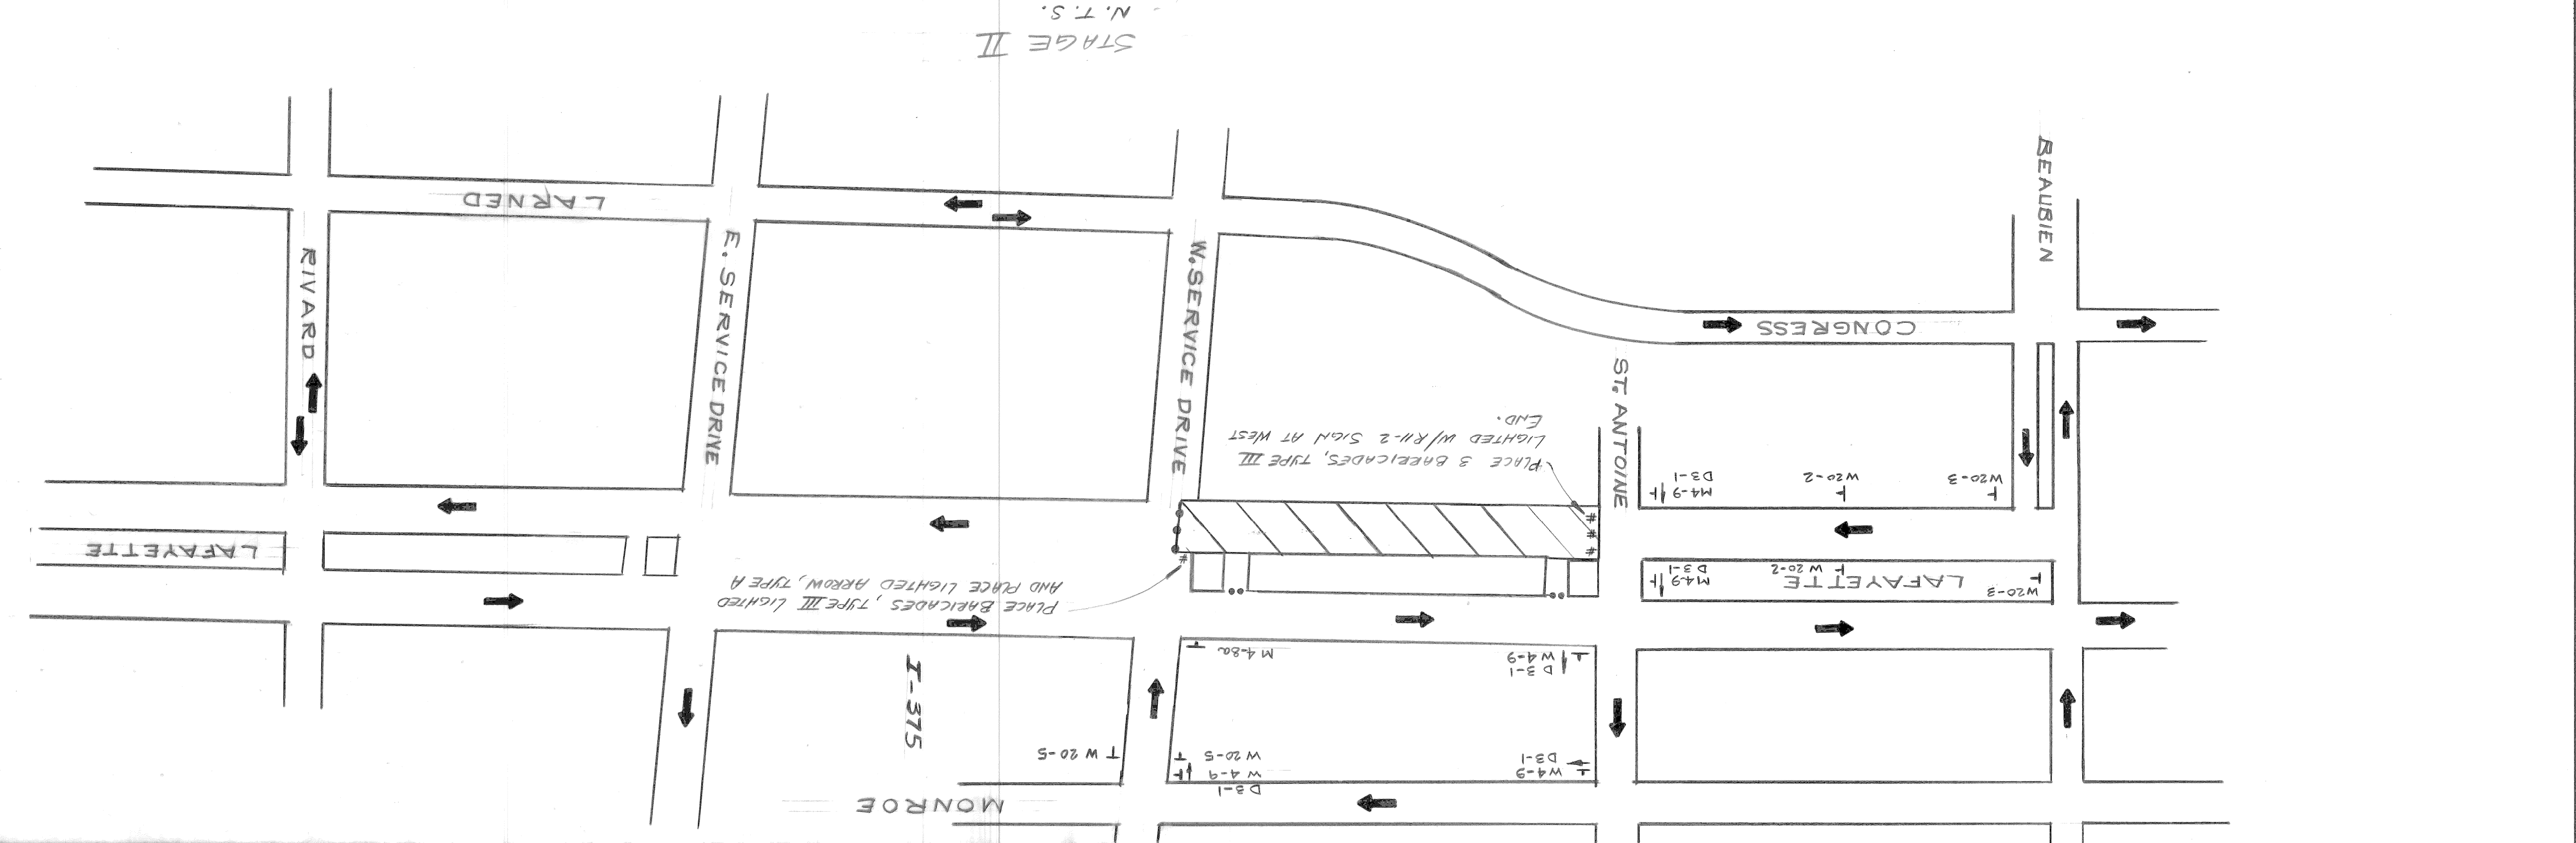 MONROE
D3-1
W4-9
W20-5
W 20-5
W4-9
D3-1
I-375
M4-8a
D3-1
W4-9
PLACE BARICADES, TYPE III LIGHTED
AND PLACE LIGHTED ARROW, TYPE A
LAFAYETTE
W20-3
LAFAYETTE
W20-2
D3-1
M4-9
W20-3
W20-2
M4-9
D3-1
PLACE 3 BARRICADES, TYPE III
LIGHTED W/R11-2 SIGN AT WEST
END.
ST. ANTOINE
W. SERVICE DRIVE
E. SERVICE DRIVE
RIVARD
BEAUBIEN
CONGRESS
LARNED
STAGE II
N.T.S.